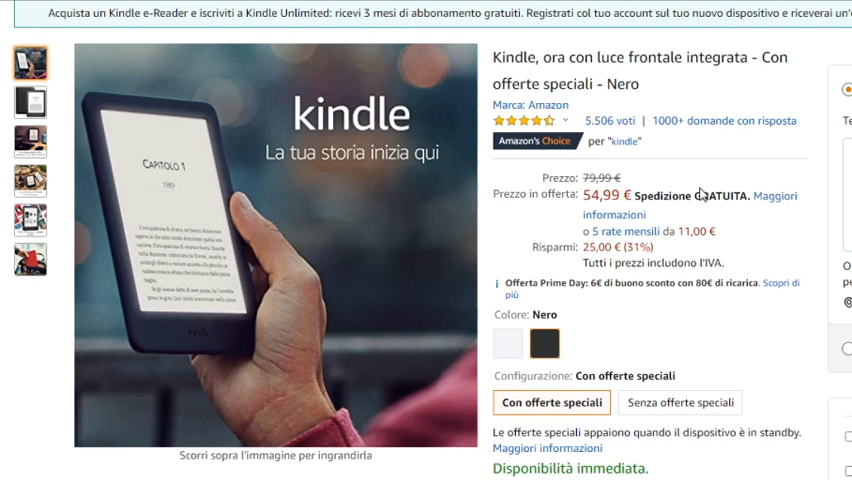 Acquista un Kindle e-Reader e iscriviti a Kindle Unlimited: ricevi 3 mesi di abbonamento gratuiti. Registrati col tuo account sul tuo nuovo dispositivo e riceverai
kindle
La tua storia inizia qui
CAPITOLO 1
kindle
Scorri sopra l'immagine per ingrandirla
Kindle, ora con luce frontale integrata - Con
offerte speciali - Nero
Marca: Amazon
5.506 voti | 1000+ domande con risposta
Amazon's Choice per "kindle"
Prezzo: 79,99 €
Prezzo in offerta: 54,99 € Spedizione GRATUITA. Maggiori
informazioni
o 5 rate mensili da 11,00 €
Risparmi: 25,00 € (31%)
Tutti i prezzi includono l'IVA.
Offerta Prime Day: 6€ di buono sconto con 80€ di ricarica. Scopri di
più
Colore: Nero
Configurazione: Con offerte speciali
Con offerte speciali Senza offerte speciali
Le offerte speciali appaiono quando il dispositivo è in standby.
Maggiori informazioni
Disponibilità immediata.